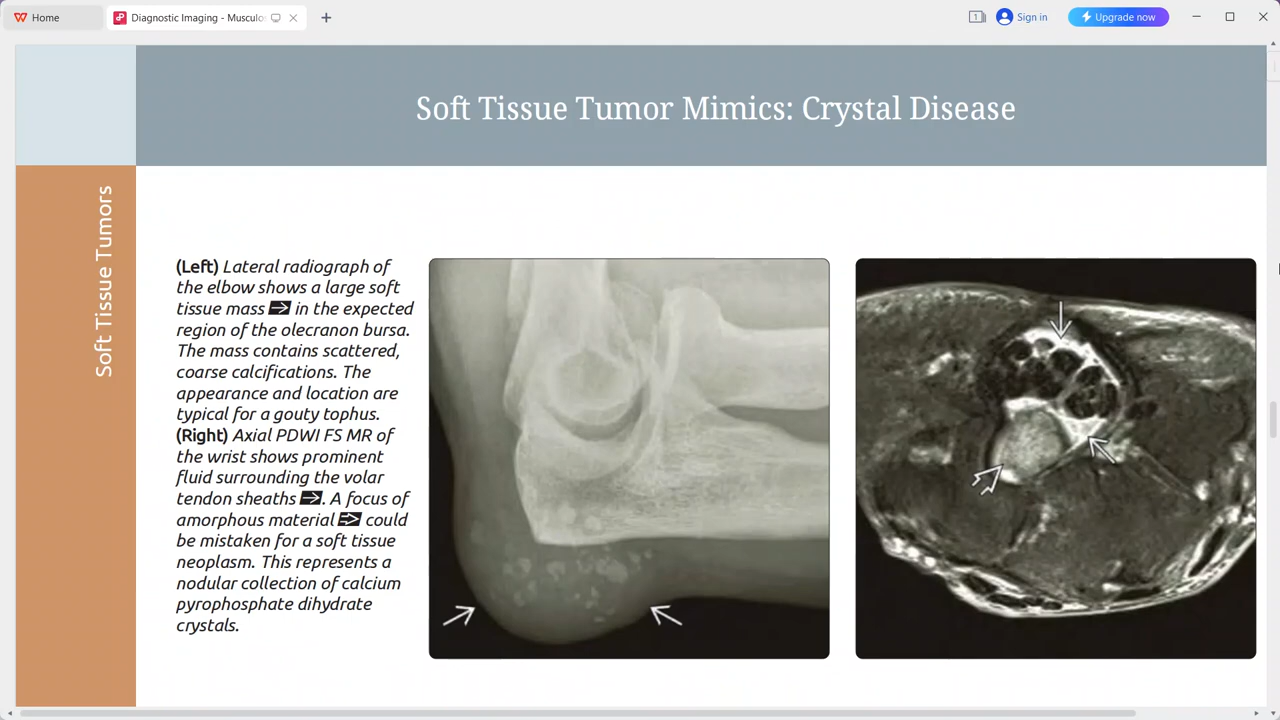 Home
Diagnostic Imaging - Musculos
1
Sign in
Upgrade now
Soft Tissue Tumor Mimics: Crystal Disease
Soft Tissue Tumors
(Left) Lateral radiograph of
the elbow shows a large soft
tissue mass in the expected
region of the olecranon bursa.
The mass contains scattered,
coarse calcifications. The
appearance and location are
typical for a gouty tophus.
(Right) Axial PDWI FS MR of
the wrist shows prominent
fluid surrounding the volar
tendon sheaths . A focus of
amorphous material could
be mistaken for a soft tissue
neoplasm. This represents a
nodular collection of calcium
pyrophosphate dihydrate
crystals.